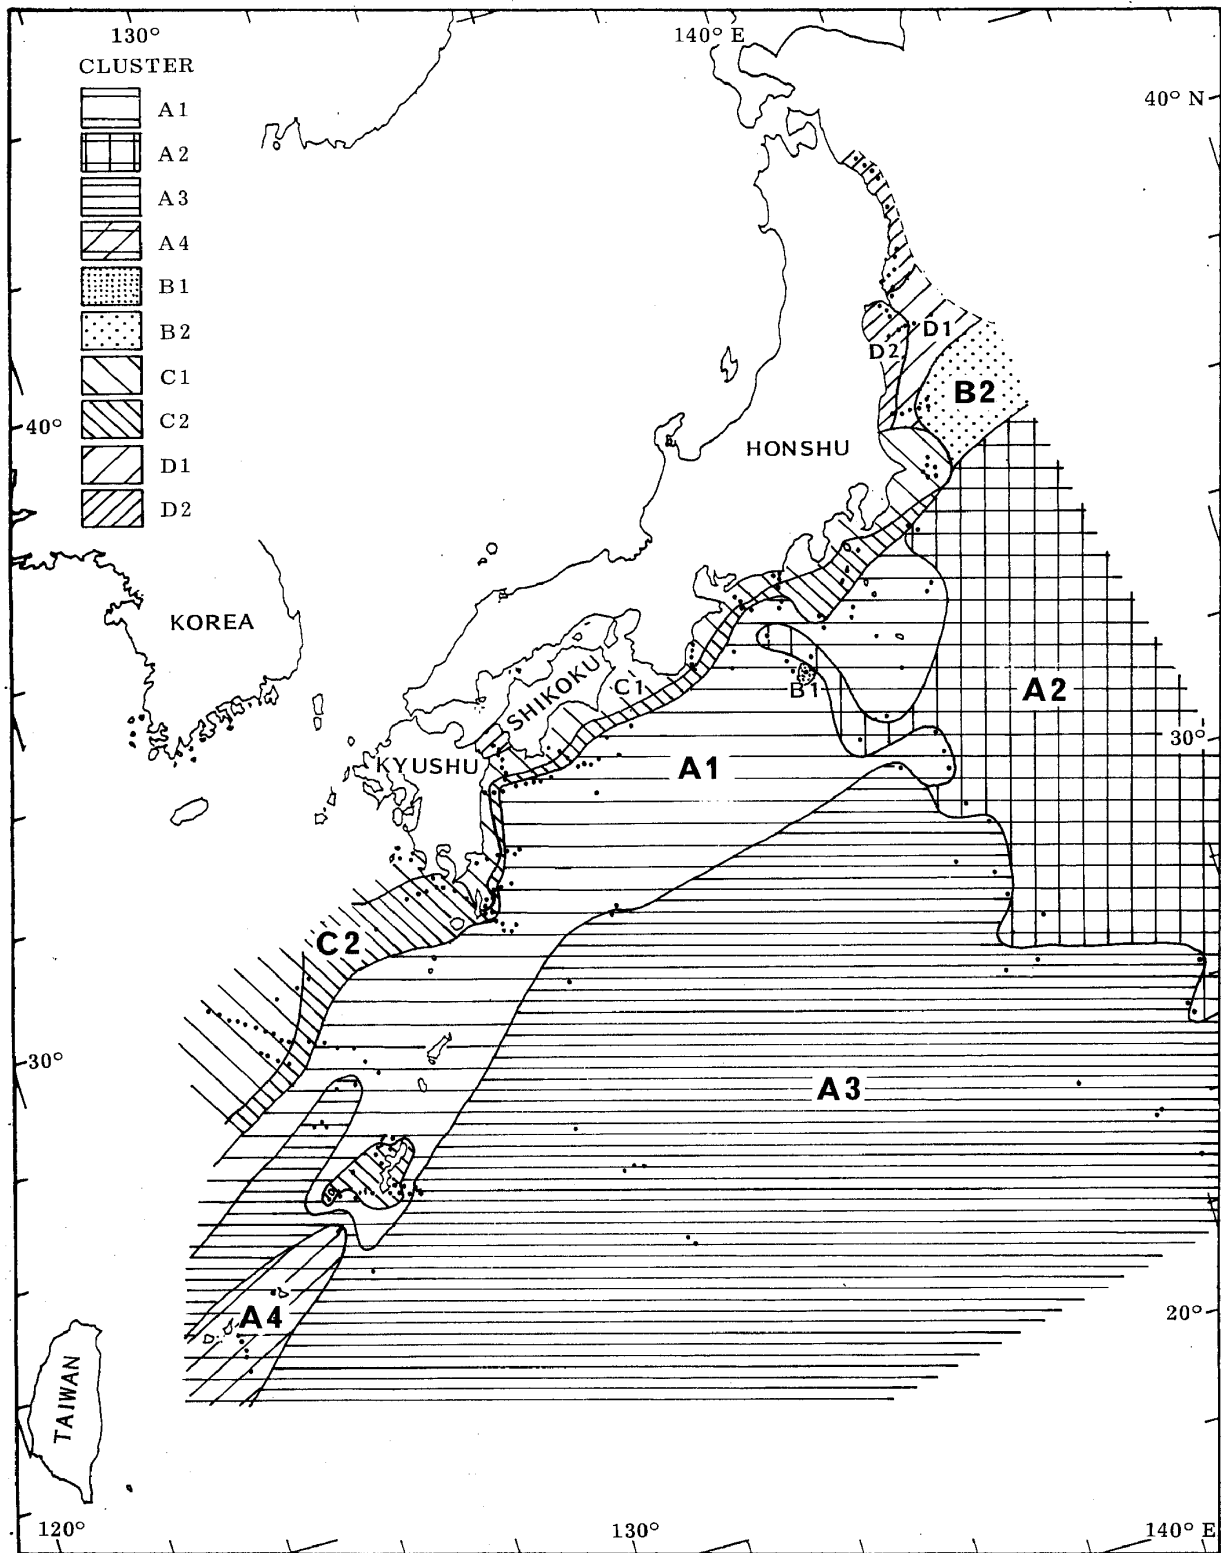 130°
140° E
CLUSTER
A1
A2
A3
A4
B1
B2
C1
C2
D1
D2
40° N
D1
D2
B2
40°
HONSHU
KOREA
SHIKOKU
C1
B1
A2
30°
KYUSHU
A1
C2
30°
A3
A4
20°
TAIWAN
120°
130°
140° E